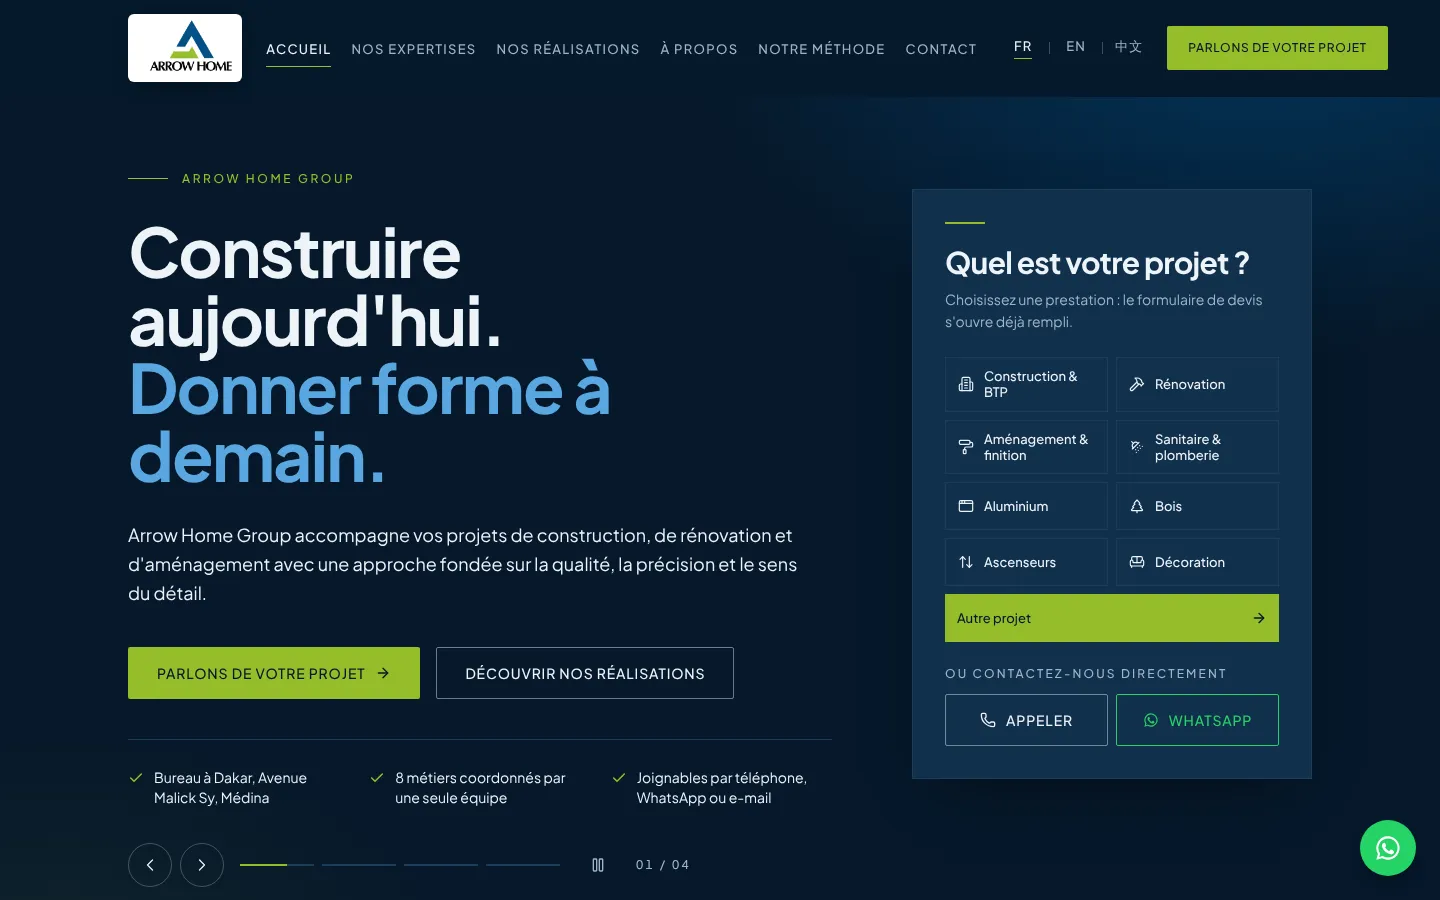 ARROW HOME
ACCUEIL
NOS EXPERTISES
NOS RÉALISATIONS
À PROPOS
NOTRE MÉTHODE
CONTACT
FR
EN
中文
PARLONS DE VOTRE PROJET
ARROW HOME GROUP
Construire
aujourd'hui.
Donner forme à
demain.
Arrow Home Group accompagne vos projets de construction, de rénovation et
d'aménagement avec une approche fondée sur la qualité, la précision et le sens
du détail.
PARLONS DE VOTRE PROJET
DÉCOUVRIR NOS RÉALISATIONS
Bureau à Dakar, Avenue
Malick Sy, Médina
8 métiers coordonnés par
une seule équipe
Joignables par téléphone,
WhatsApp ou e-mail
01 / 04
Quel est votre projet ?
Choisissez une prestation : le formulaire de devis
s'ouvre déjà rempli.
Construction &
BTP
Rénovation
Aménagement &
finition
Sanitaire &
plomberie
Aluminium
Bois
Ascenseurs
Décoration
Autre projet
OU CONTACTEZ-NOUS DIRECTEMENT
APPELER
WHATSAPP